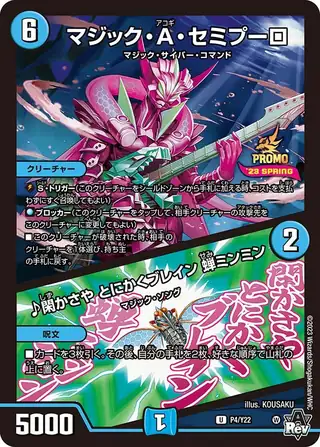 6
アコギ
マジック・A・セミプーロ
マジック・サイバー・コマンド
PROMO
'23 SPRING
クリーチャー
S・トリガー(このクリーチャーをシールドゾーンから手札に加える時、コストを支払
わずにすぐ召喚してもよい)
ブロッカー(このクリーチャーをタップして、相手クリーチャーの攻撃先を
このクリーチャーに変更してもよい)
■このクリーチャーが破壊された時、相手の
クリーチャーを1体選び、持ち主
の手札に戻す。
2
♪閑かさや とにかくブレイン 蟬ミンミン
マジック・ソング
閑かさや
とにかく
ブレイン
呪文
■カードを3枚引く。その後、自分の手札を2枚、好きな順序で山札の
上に置く。
illus. KOUSAKU
©2023 Wizards/Shogakukan/WHC
5000
1
U P4/Y22
W
Rev